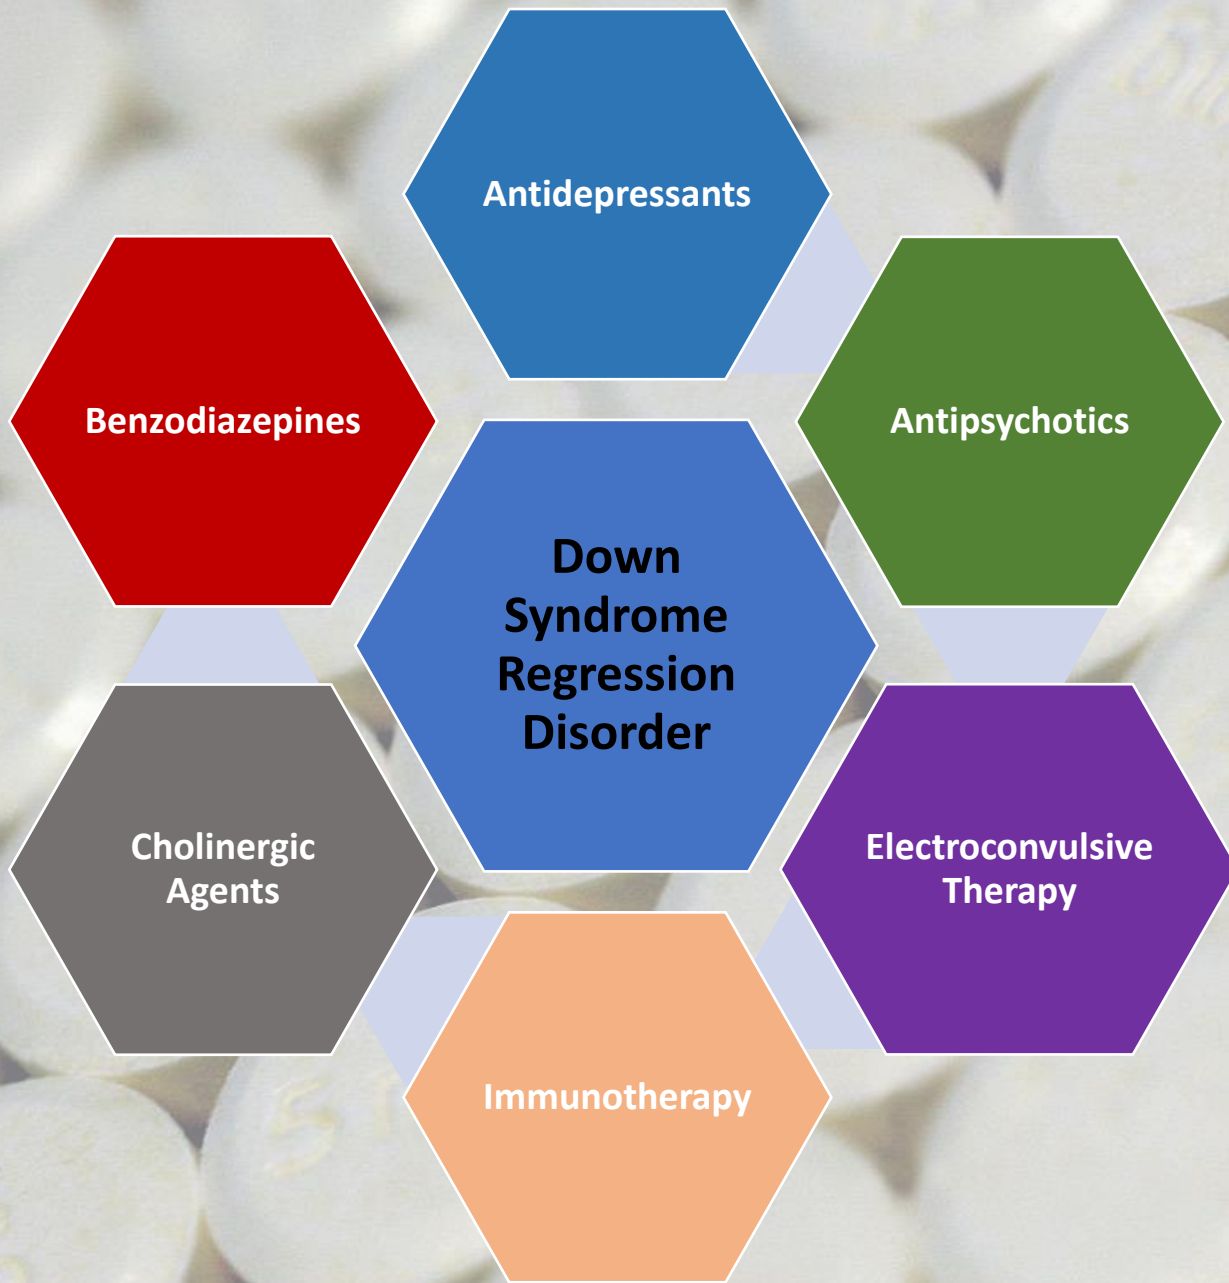 Antidepressants
Benzodiazepines
Antipsychotics
Down
Syndrome
Regression
Disorder
Cholinergic
Agents
Electroconvulsive
Therapy
Immunotherapy